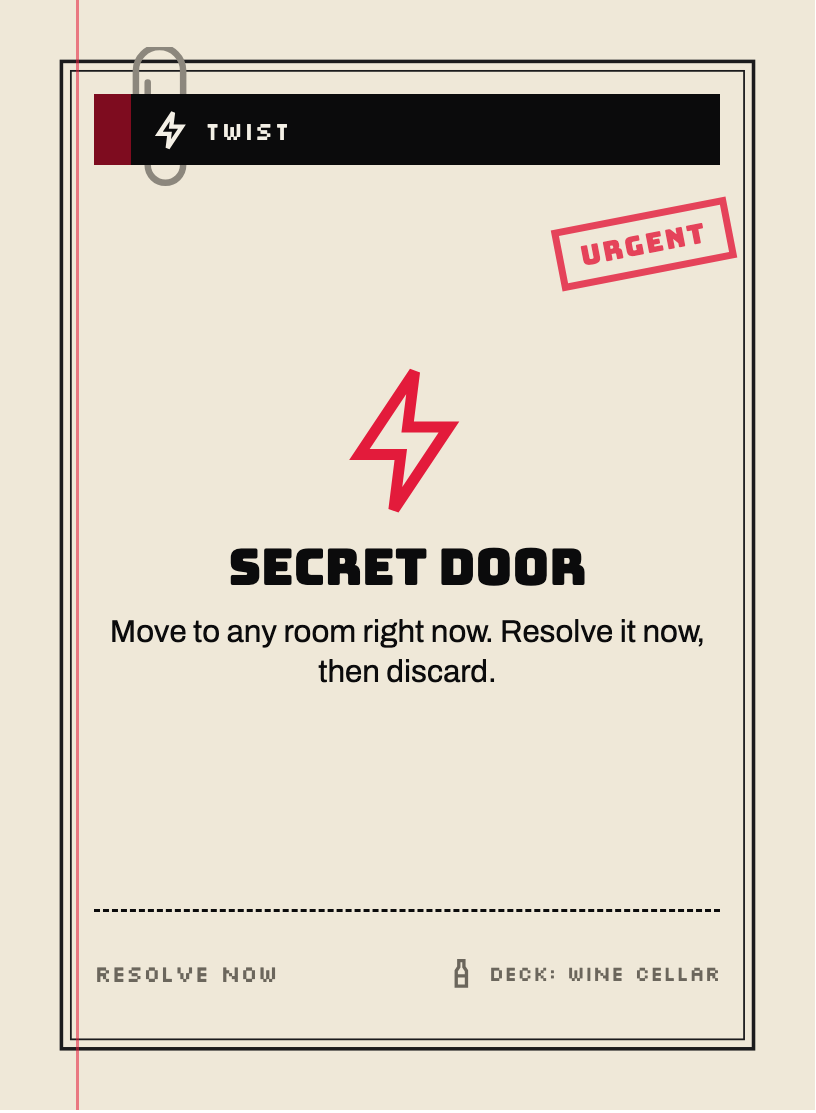 TWIST
URGENT
SECRET DOOR
Move to any room right now. Resolve it now,
then discard.
RESOLVE NOW
DECK: WINE CELLAR